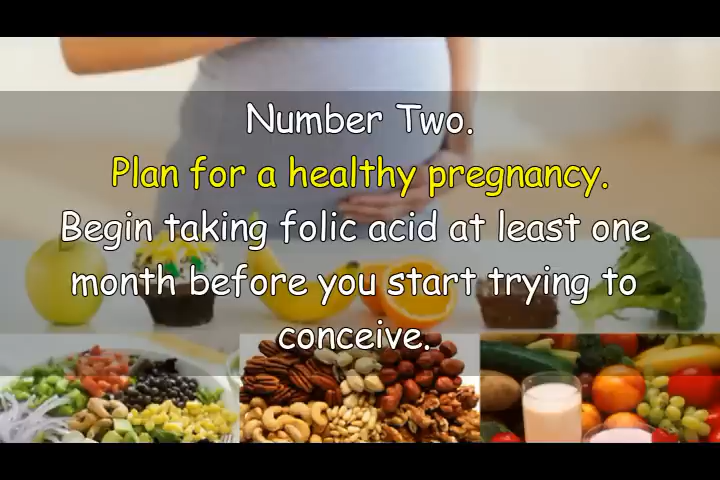 Number Two.
Plan for a healthy pregnancy.
Begin taking folic acid at least one
month before you start trying to
conceive.